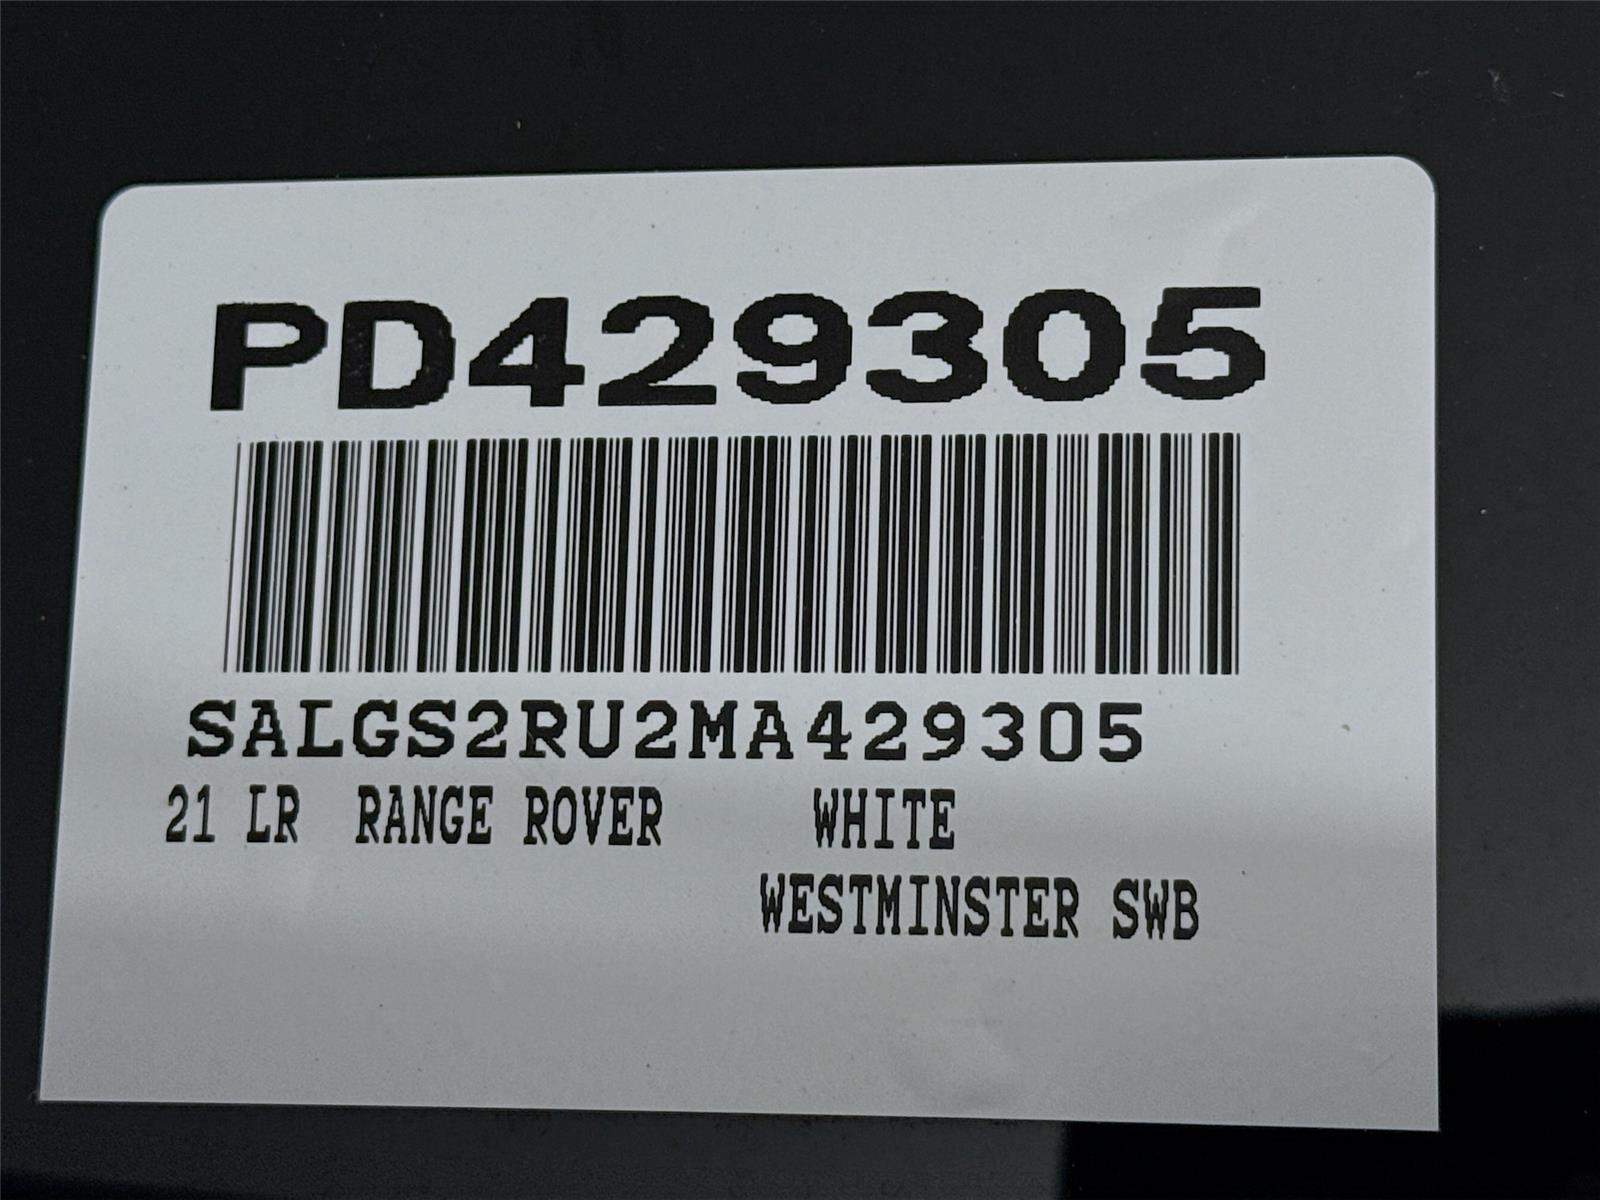 PD429305
SALGS2RU2MA429305
21 LR RANGE ROVER WHITE
WESTMINSTER SWB